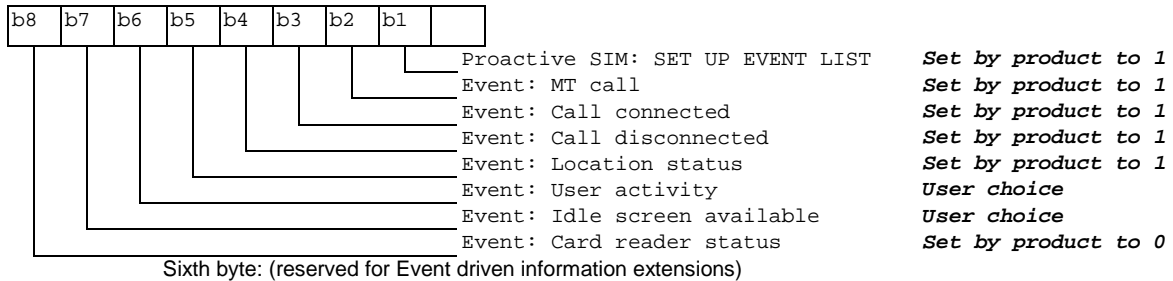 b8 b7 b6 b5 b4 b3 b2 b1
Proactive SIM: SET UP EVENT LIST Set by product to 1
Event: MT call Set by product to 1
Event: Call connected Set by product to 1
Event: Call disconnected Set by product to 1
Event: Location status Set by product to 1
Event: User activity User choice
Event: Idle screen available User choice
Event: Card reader status Set by product to 0
Sixth byte: (reserved for Event driven information extensions)